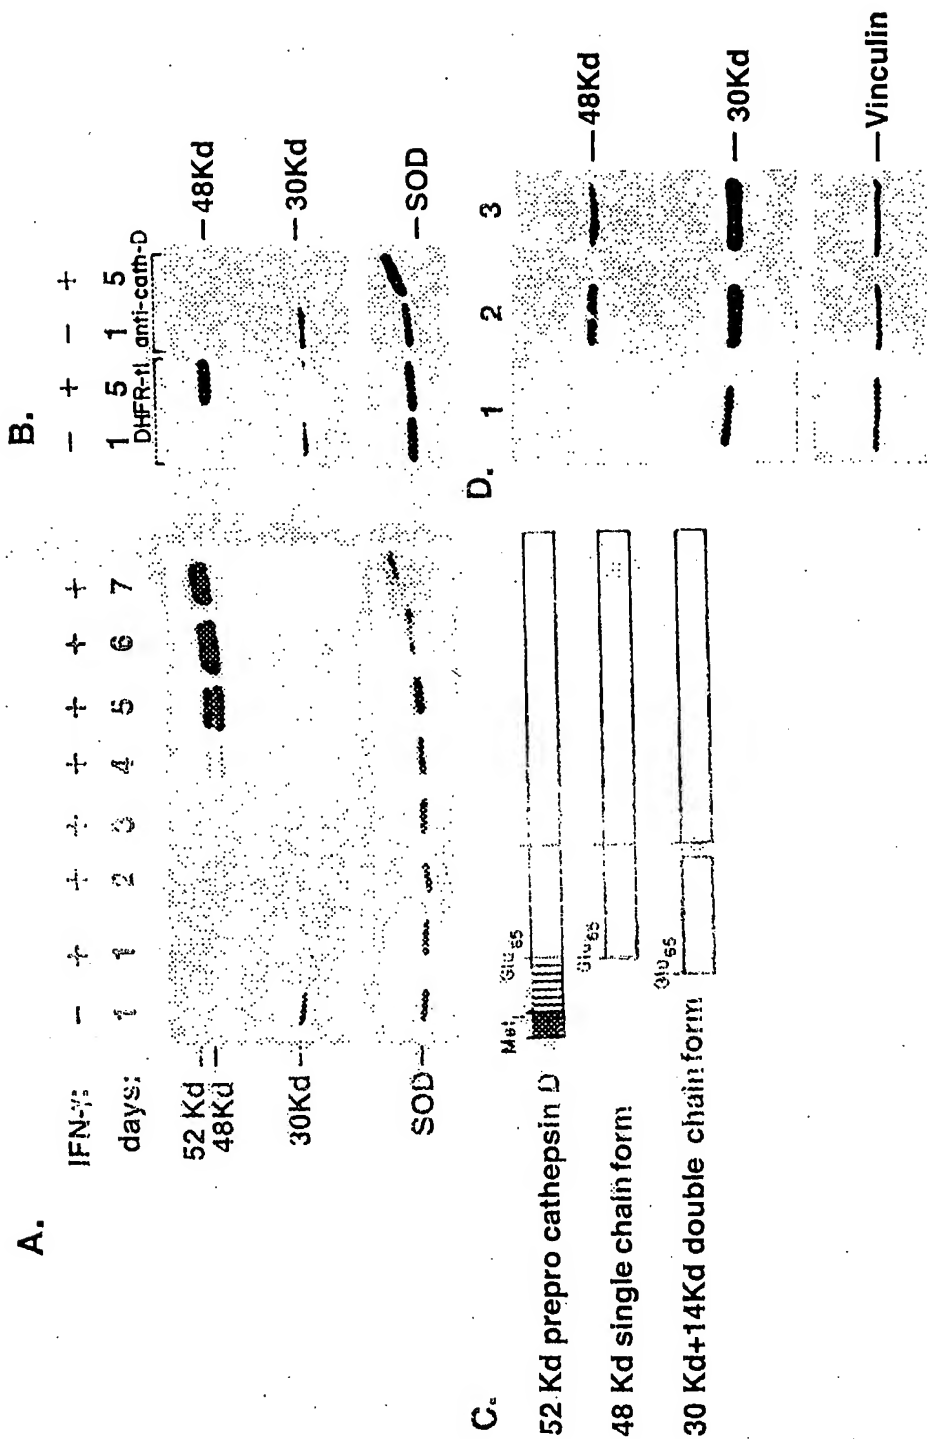 A.
IFN-γ: - + + + + + + +
days: 1 1 2 3 4 5 6 7
52 Kd
48Kd
30Kd
SOD
B.
- + - +
1 5 1 5
DHFR-tl anti-cath-D
48Kd
30Kd
SOD
C.
Met1 Glu65
52 Kd prepro cathepsin D
Glu65
48 Kd single chain form
Glu65
30 Kd+14Kd double chain form
D.
1 2 3
48Kd
30Kd
Vinculin